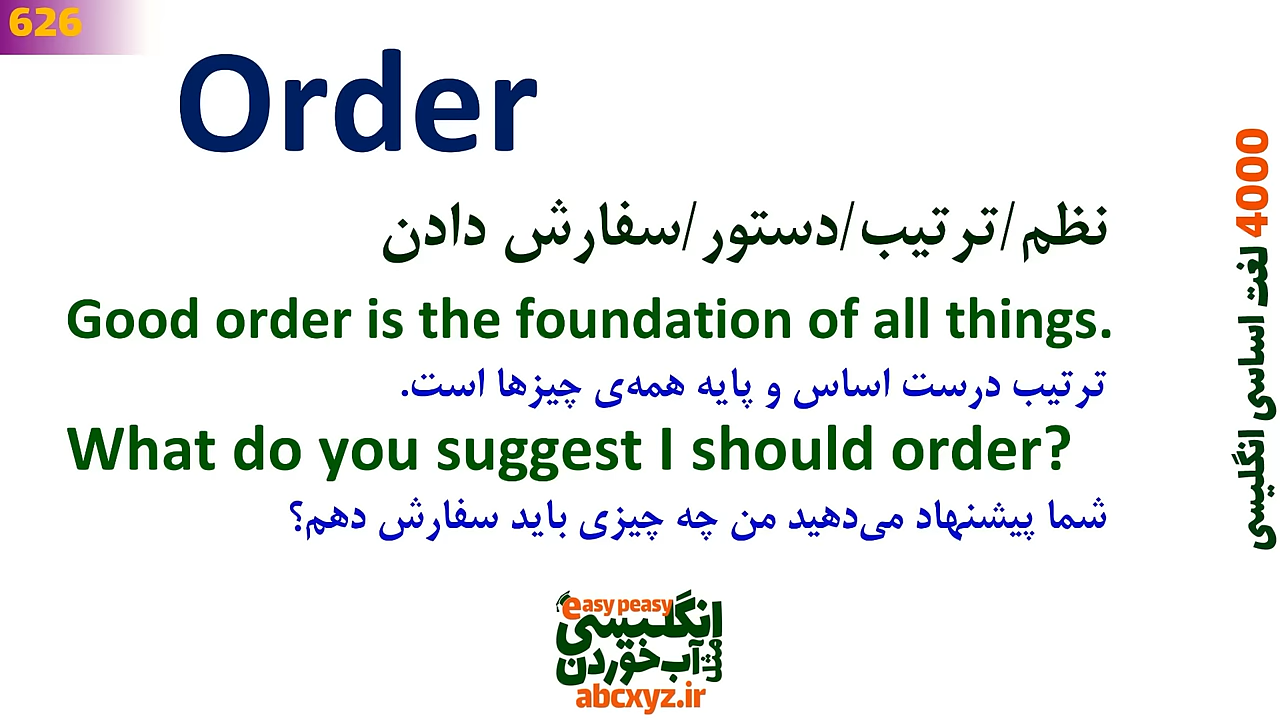 626
Order
نظم/ترتیب/دستور/سفارش دادن
Good order is the foundation of all things.
ترتیب درست اساس و پایه همه‌ی چیزها است.
What do you suggest I should order?
شما پیشنهاد می‌دهید من چه چیزی باید سفارش دهم؟
4000 لغت اساسی انگلیسی
easy peasy
انگلیسی
مثل آب خوردن
abcxyz.ir